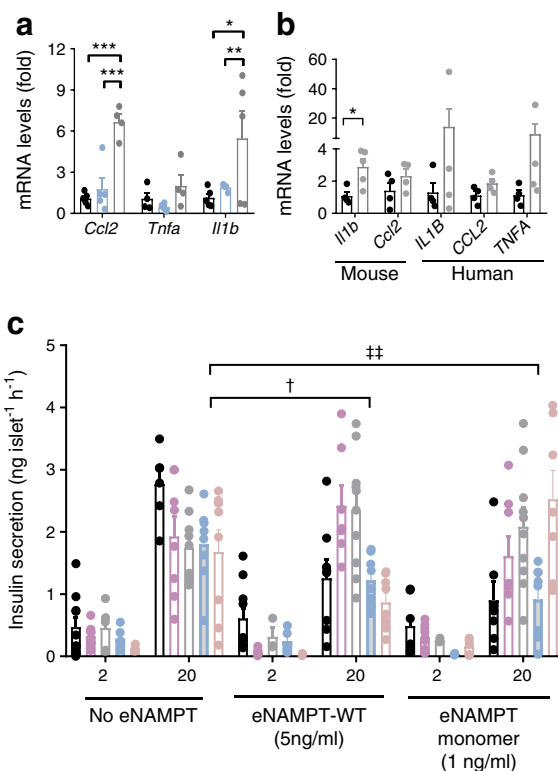 a
mRNA levels (fold)
12
9
6
3
0
***
***
*
**
Ccl2 Tnfa Il1b
b
mRNA levels (fold)
60
40
20
4
2
0
*
Il1b Ccl2 IL1B CCL2 TNFA
Mouse Human
c
Insulin secretion (ng islet⁻¹ h⁻¹)
5
4
3
2
1
0
‡‡
†
2 20 2 20 2 20
No eNAMPT eNAMPT-WT eNAMPT
(5ng/ml) monomer
(1 ng/ml)